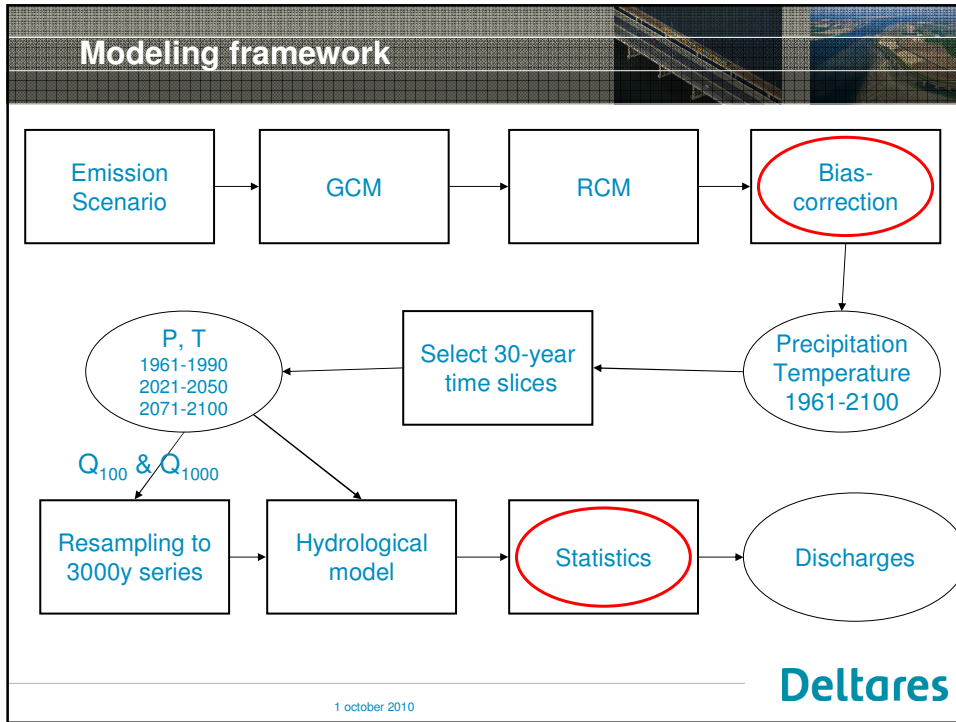 Modeling framework
Emission
Scenario
GCM
RCM
Bias-
correction
Precipitation
Temperature
1961-2100
Select 30-year
time slices
P, T
1961-1990
2021-2050
2071-2100
Q100 & Q1000
Resampling to
3000y series
Hydrological
model
Statistics
Discharges
1 october 2010
Deltares